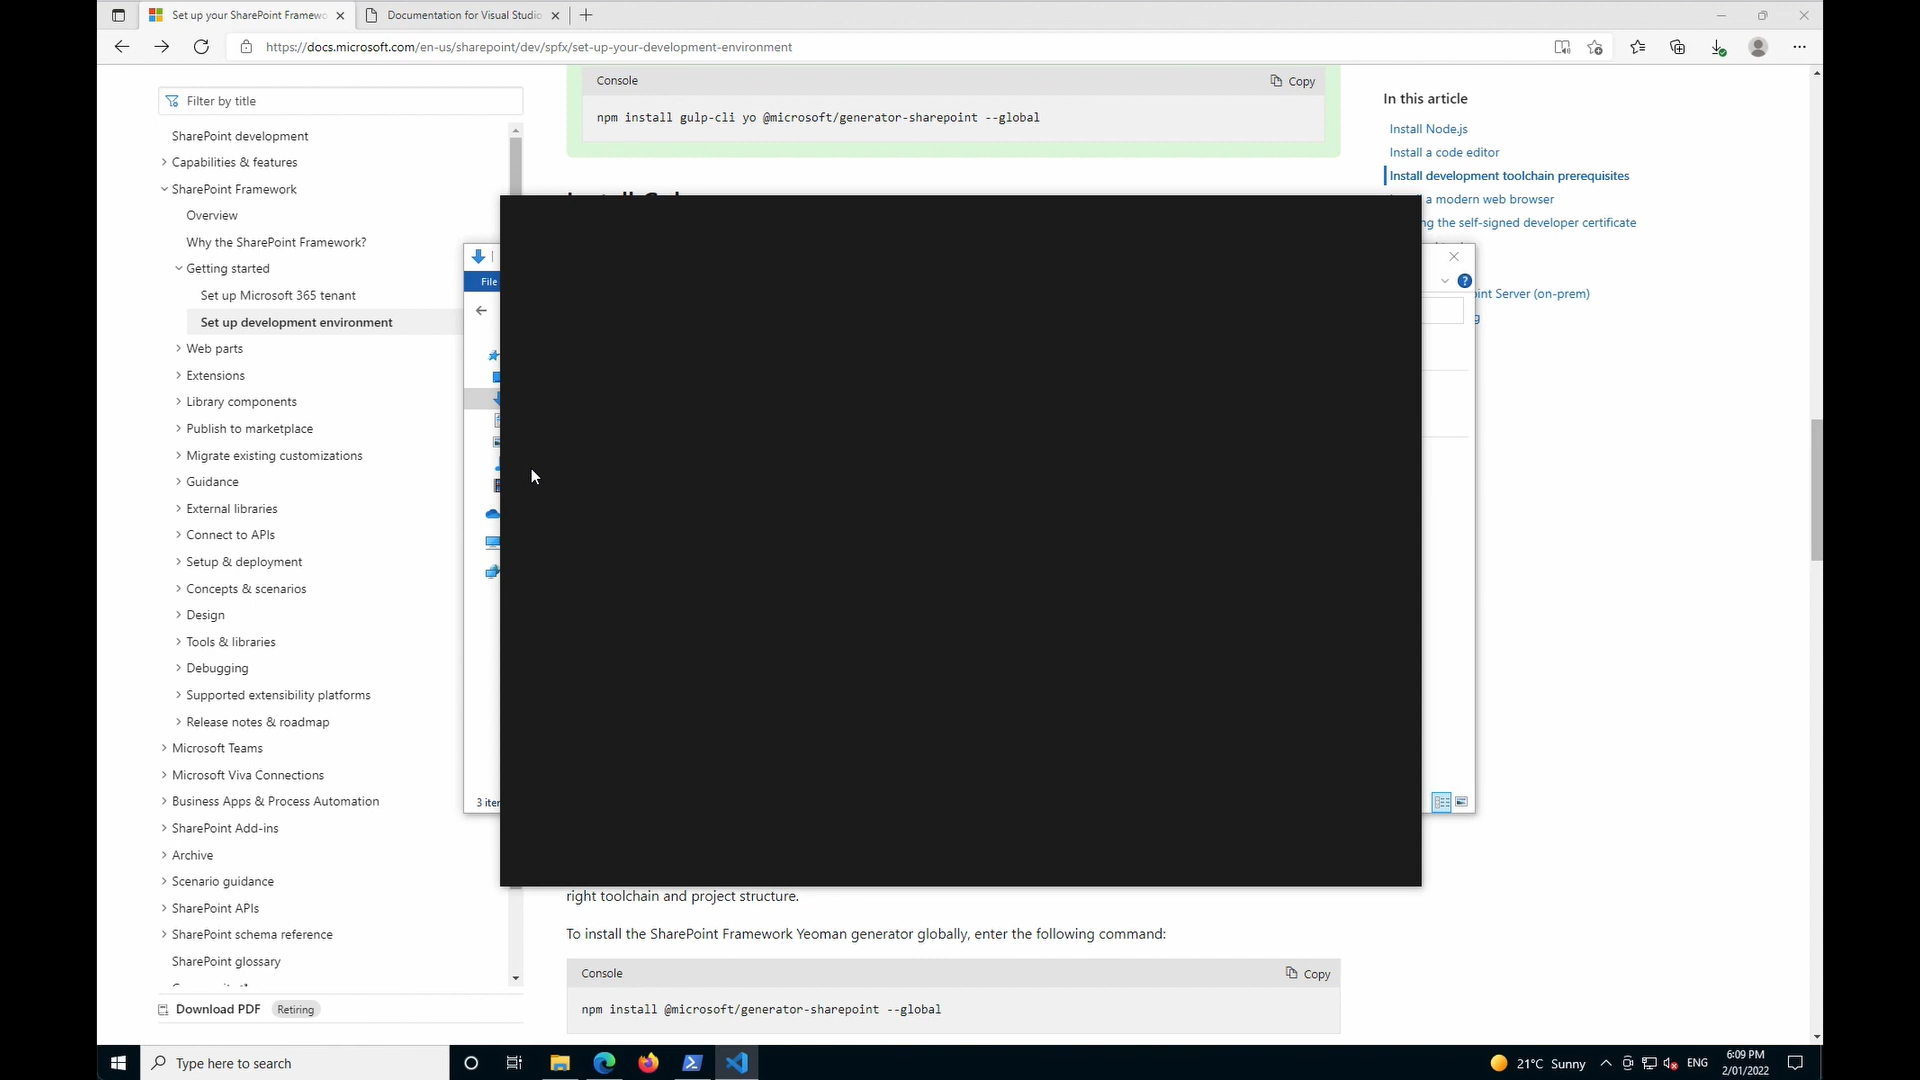 Set up your SharePoint Framewo
Documentation for Visual Studio
https://docs.microsoft.com/en-us/sharepoint/dev/spfx/set-up-your-development-environment
Filter by title
SharePoint development
Capabilities & features
SharePoint Framework
Overview
Why the SharePoint Framework?
Getting started
Set up Microsoft 365 tenant
Set up development environment
Web parts
Extensions
Library components
Publish to marketplace
Migrate existing customizations
Guidance
External libraries
Connect to APIs
Setup & deployment
Concepts & scenarios
Design
Tools & libraries
Debugging
Supported extensibility platforms
Release notes & roadmap
Microsoft Teams
Microsoft Viva Connections
Business Apps & Process Automation
SharePoint Add-ins
Archive
Scenario guidance
SharePoint APIs
SharePoint schema reference
SharePoint glossary
Download PDF Retiring
Console Copy
npm install gulp-cli yo @microsoft/generator-sharepoint --global
File
3 iter
right toolchain and project structure.
To install the SharePoint Framework Yeoman generator globally, enter the following command:
Console Copy
npm install @microsoft/generator-sharepoint --global
In this article
Install Node.js
Install a code editor
Install development toolchain prerequisites
a modern web browser
ng the self-signed developer certificate
int Server (on-prem)
g
Type here to search
21°C Sunny
ENG
6:09 PM
2/01/2022